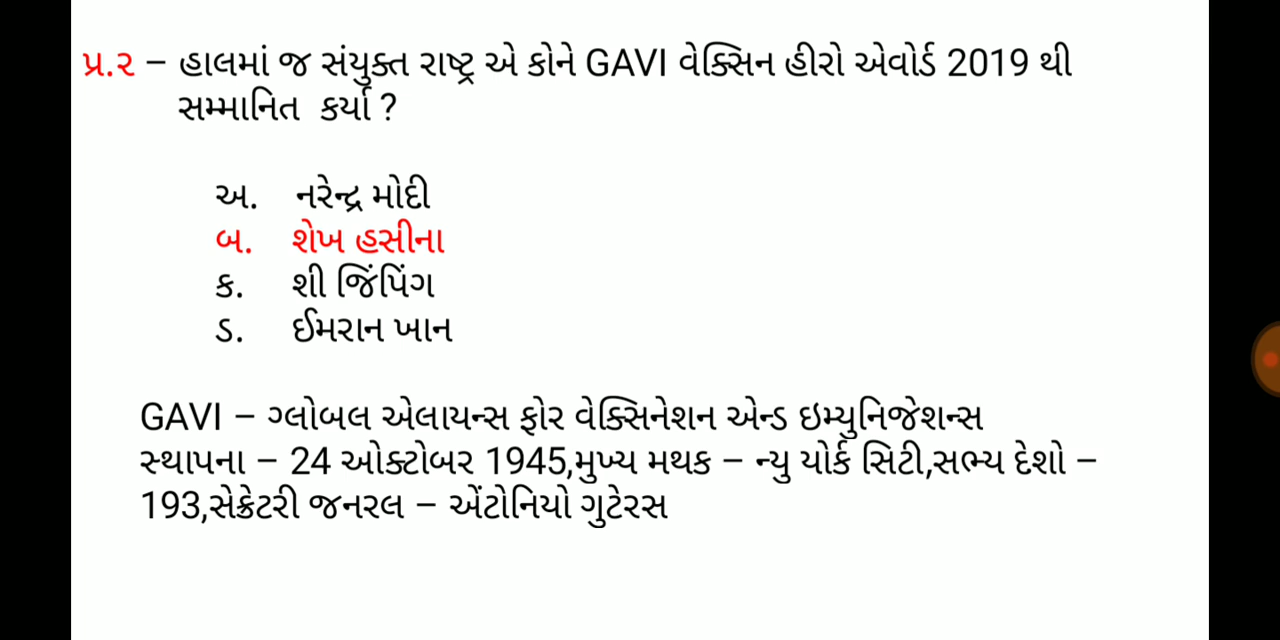 પ્ર.૨ – હાલમાં જ સંયુક્ત રાષ્ટ્ર એ કોને GAVI વેક્સિન હીરો એવોર્ડ 2019 થી
સમ્માનિત કર્યા ?
અ. નરેન્દ્ર મોદી
બ. શેખ હસીના
ક. શી જિંપિંગ
ડ. ઈમરાન ખાન
GAVI – ગ્લોબલ એલાયન્સ ફોર વેક્સિનેશન એન્ડ ઇમ્યુનિજેશન્સ
સ્થાપના – 24 ઓક્ટોબર 1945,મુખ્ય મથક – ન્યુ યોર્ક સિટી,સભ્ય દેશો –
193,સેક્રેટરી જનરલ – એંટોનિયો ગુટેરસ